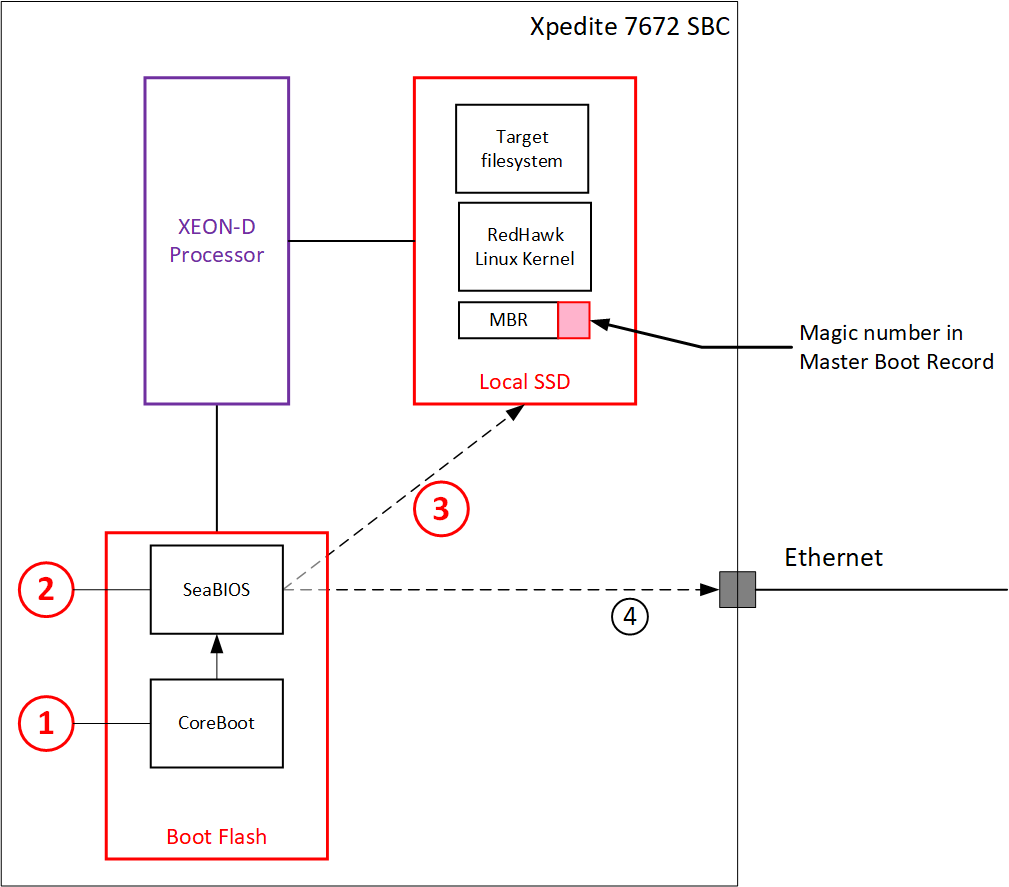 Xpedite 7672 SBC
Target
filesystem
XEON-D
Processor
RedHawk
Linux Kernel
MBR
Magic number in
Master Boot Record
Local SSD
3
Ethernet
2
SeaBIOS
4
1
CoreBoot
Boot Flash